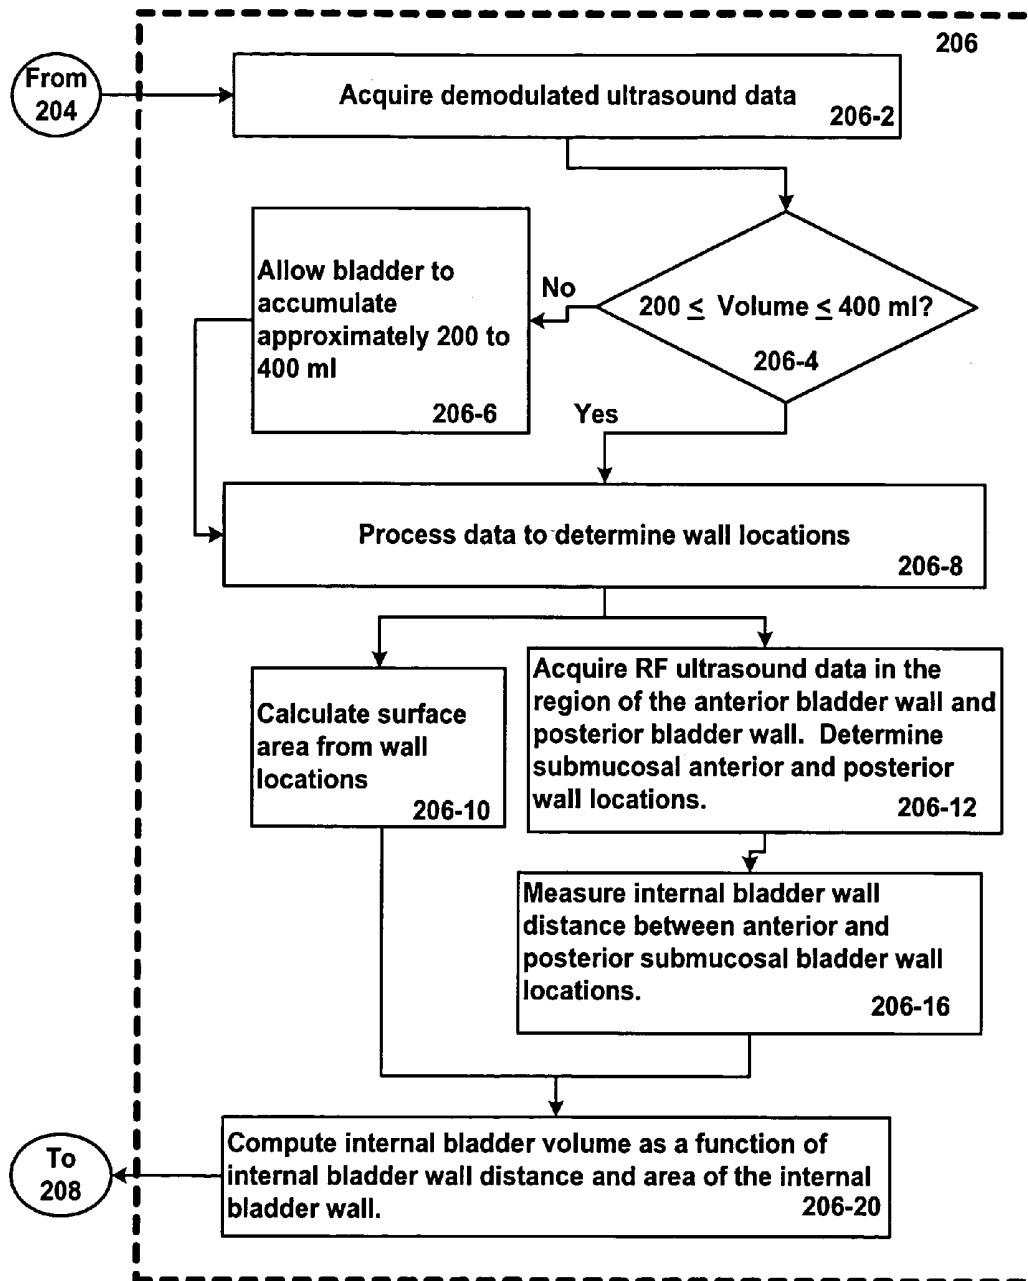 206
From
204
Acquire demodulated ultrasound data
206-2
Allow bladder to
accumulate
approximately 200 to
400 ml
206-6
No
200 ≤ Volume ≤ 400 ml?
206-4
Yes
Process data to determine wall locations
206-8
Calculate surface
area from wall
locations
206-10
Acquire RF ultrasound data in the
region of the anterior bladder wall and
posterior bladder wall. Determine
submucosal anterior and posterior
wall locations.
206-12
Measure internal bladder wall
distance between anterior and
posterior submucosal bladder wall
locations.
206-16
To
208
Compute internal bladder volume as a function of
internal bladder wall distance and area of the internal
bladder wall.
206-20